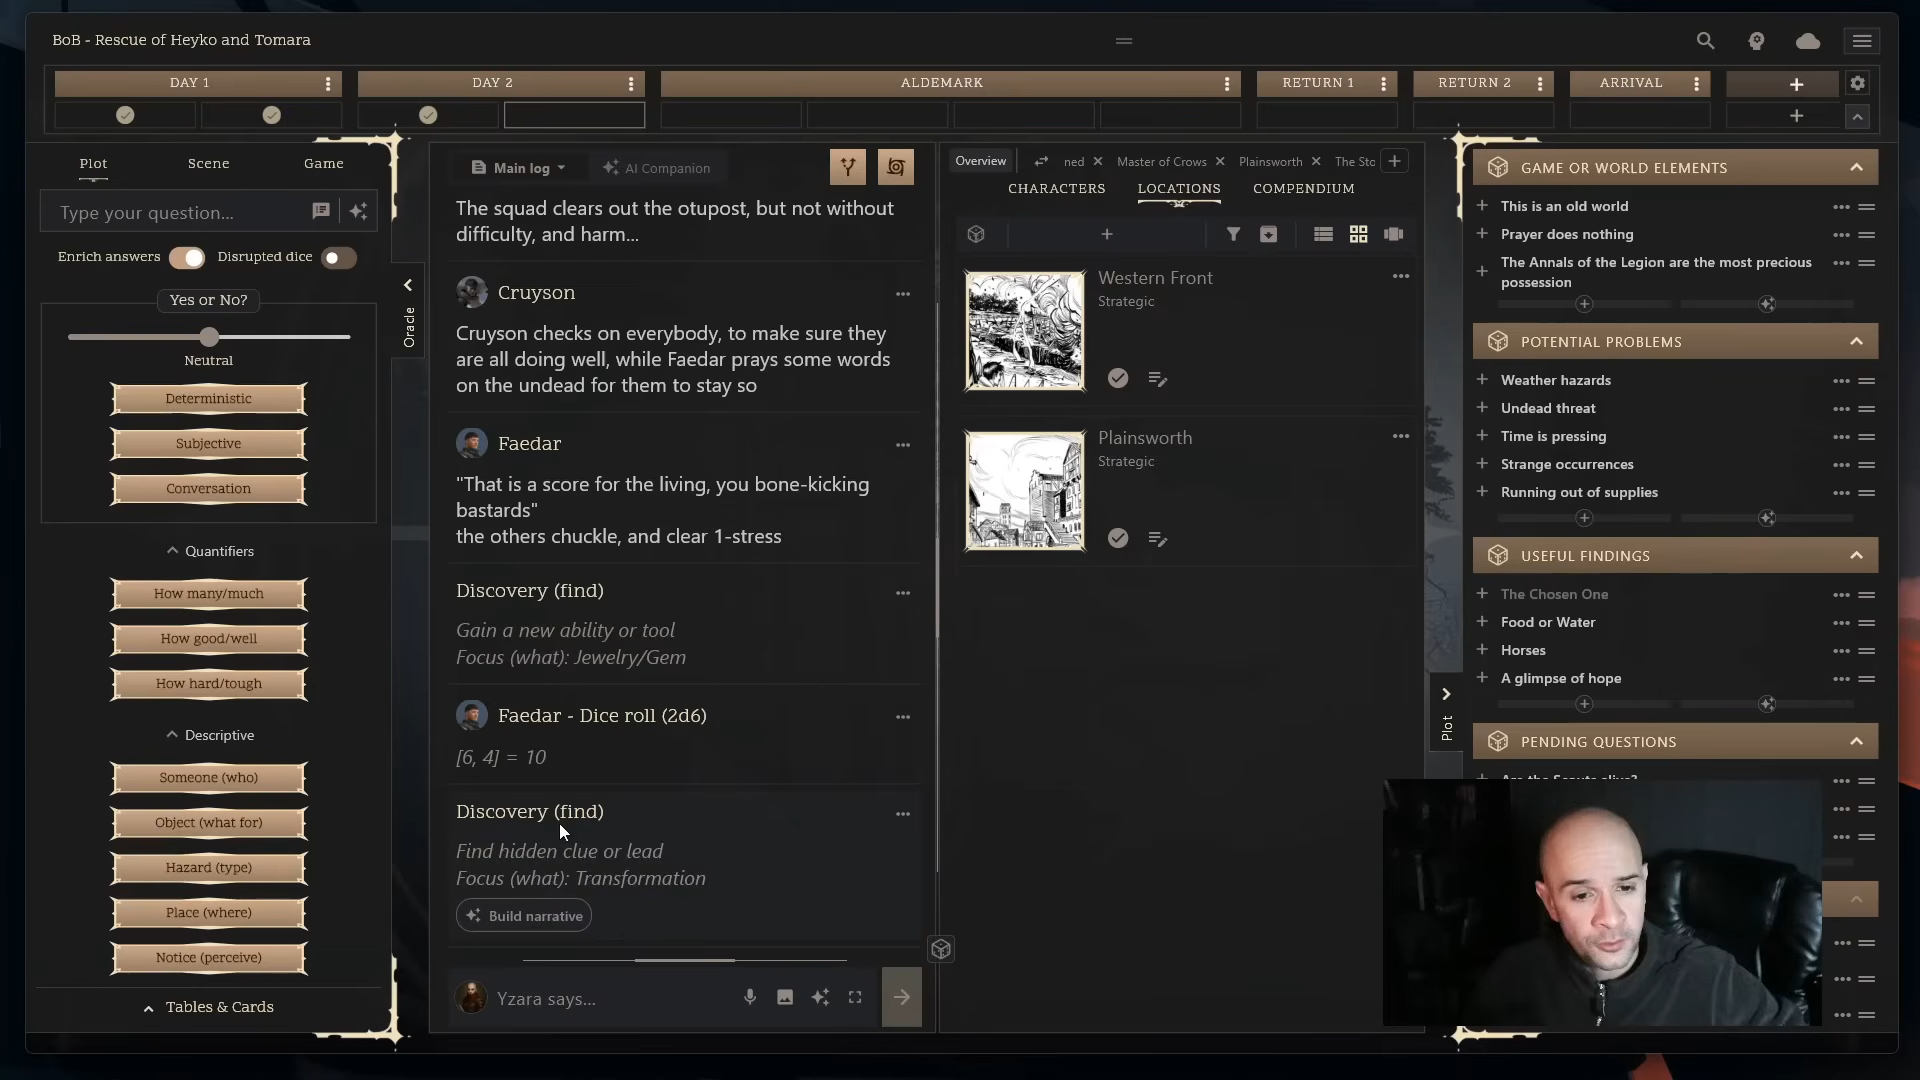 BoB - Rescue of Heyko and Tomara
DAY 1
DAY 2
ALDEMARK
RETURN 1
RETURN 2
ARRIVAL
Plot
Scene
Game
Type your question...
Enrich answers
Disrupted dice
Yes or No?
Neutral
Deterministic
Subjective
Conversation
Quantifiers
How many/much
How good/well
How hard/tough
Descriptive
Someone (who)
Object (what for)
Hazard (type)
Place (where)
Notice (perceive)
Tables & Cards
Oracle
Main log
AI Companion
The squad clears out the otupost, but not without
difficulty, and harm...
Cruyson
Cruyson checks on everybody, to make sure they
are all doing well, while Faedar prays some words
on the undead for them to stay so
Faedar
"That is a score for the living, you bone-kicking
bastards"
the others chuckle, and clear 1-stress
Discovery (find)
Gain a new ability or tool
Focus (what): Jewelry/Gem
Faedar - Dice roll (2d6)
[6, 4] = 10
Discovery (find)
Find hidden clue or lead
Focus (what): Transformation
Build narrative
Yzara says...
Overview
ned
Master of Crows
Plainsworth
The Sto
CHARACTERS
LOCATIONS
COMPENDIUM
Western Front
Strategic
Plainsworth
Strategic
Plot
GAME OR WORLD ELEMENTS
This is an old world
Prayer does nothing
The Annals of the Legion are the most precious
possession
POTENTIAL PROBLEMS
Weather hazards
Undead threat
Time is pressing
Strange occurrences
Running out of supplies
USEFUL FINDINGS
The Chosen One
Food or Water
Horses
A glimpse of hope
PENDING QUESTIONS